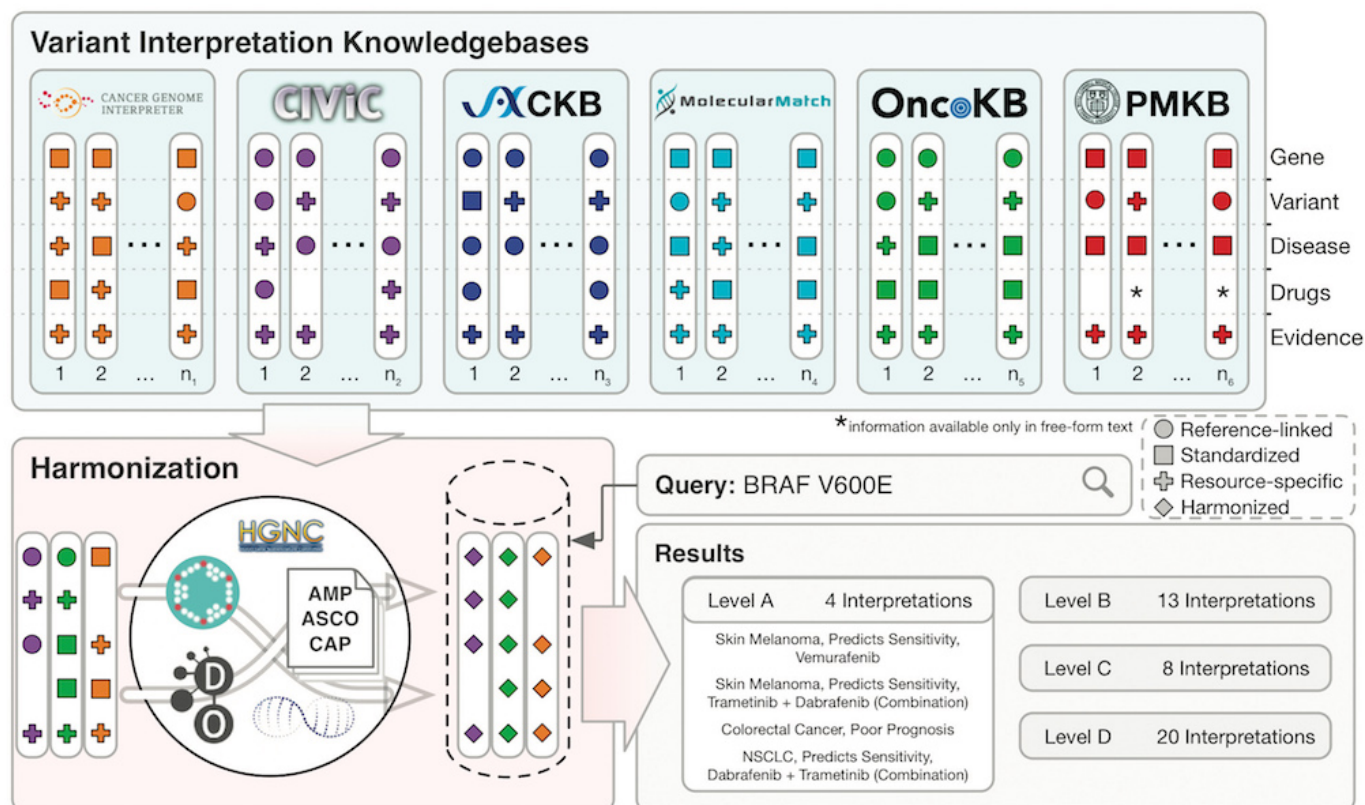 Variant Interpretation Knowledgebases
CANCER GENOME
INTERPRETER
CIViC
JAX CKB
MolecularMatch
OncoKB
PMKB
Gene
Variant
Disease
Drugs
Evidence
1 2 ... n1
1 2 ... n2
1 2 ... n3
1 2 ... n4
1 2 ... n5
1 2 ... n6
* *
*information available only in free-form text
Reference-linked
Standardized
Resource-specific
Harmonized
Harmonization
HGNC
AMP
ASCO
CAP
D
O
Query: BRAF V600E
Results
Level A 4 Interpretations
Skin Melanoma, Predicts Sensitivity,
Vemurafenib
Skin Melanoma, Predicts Sensitivity,
Trametinib + Dabrafenib (Combination)
Colorectal Cancer, Poor Prognosis
NSCLC, Predicts Sensitivity,
Dabrafenib + Trametinib (Combination)
Level B 13 Interpretations
Level C 8 Interpretations
Level D 20 Interpretations